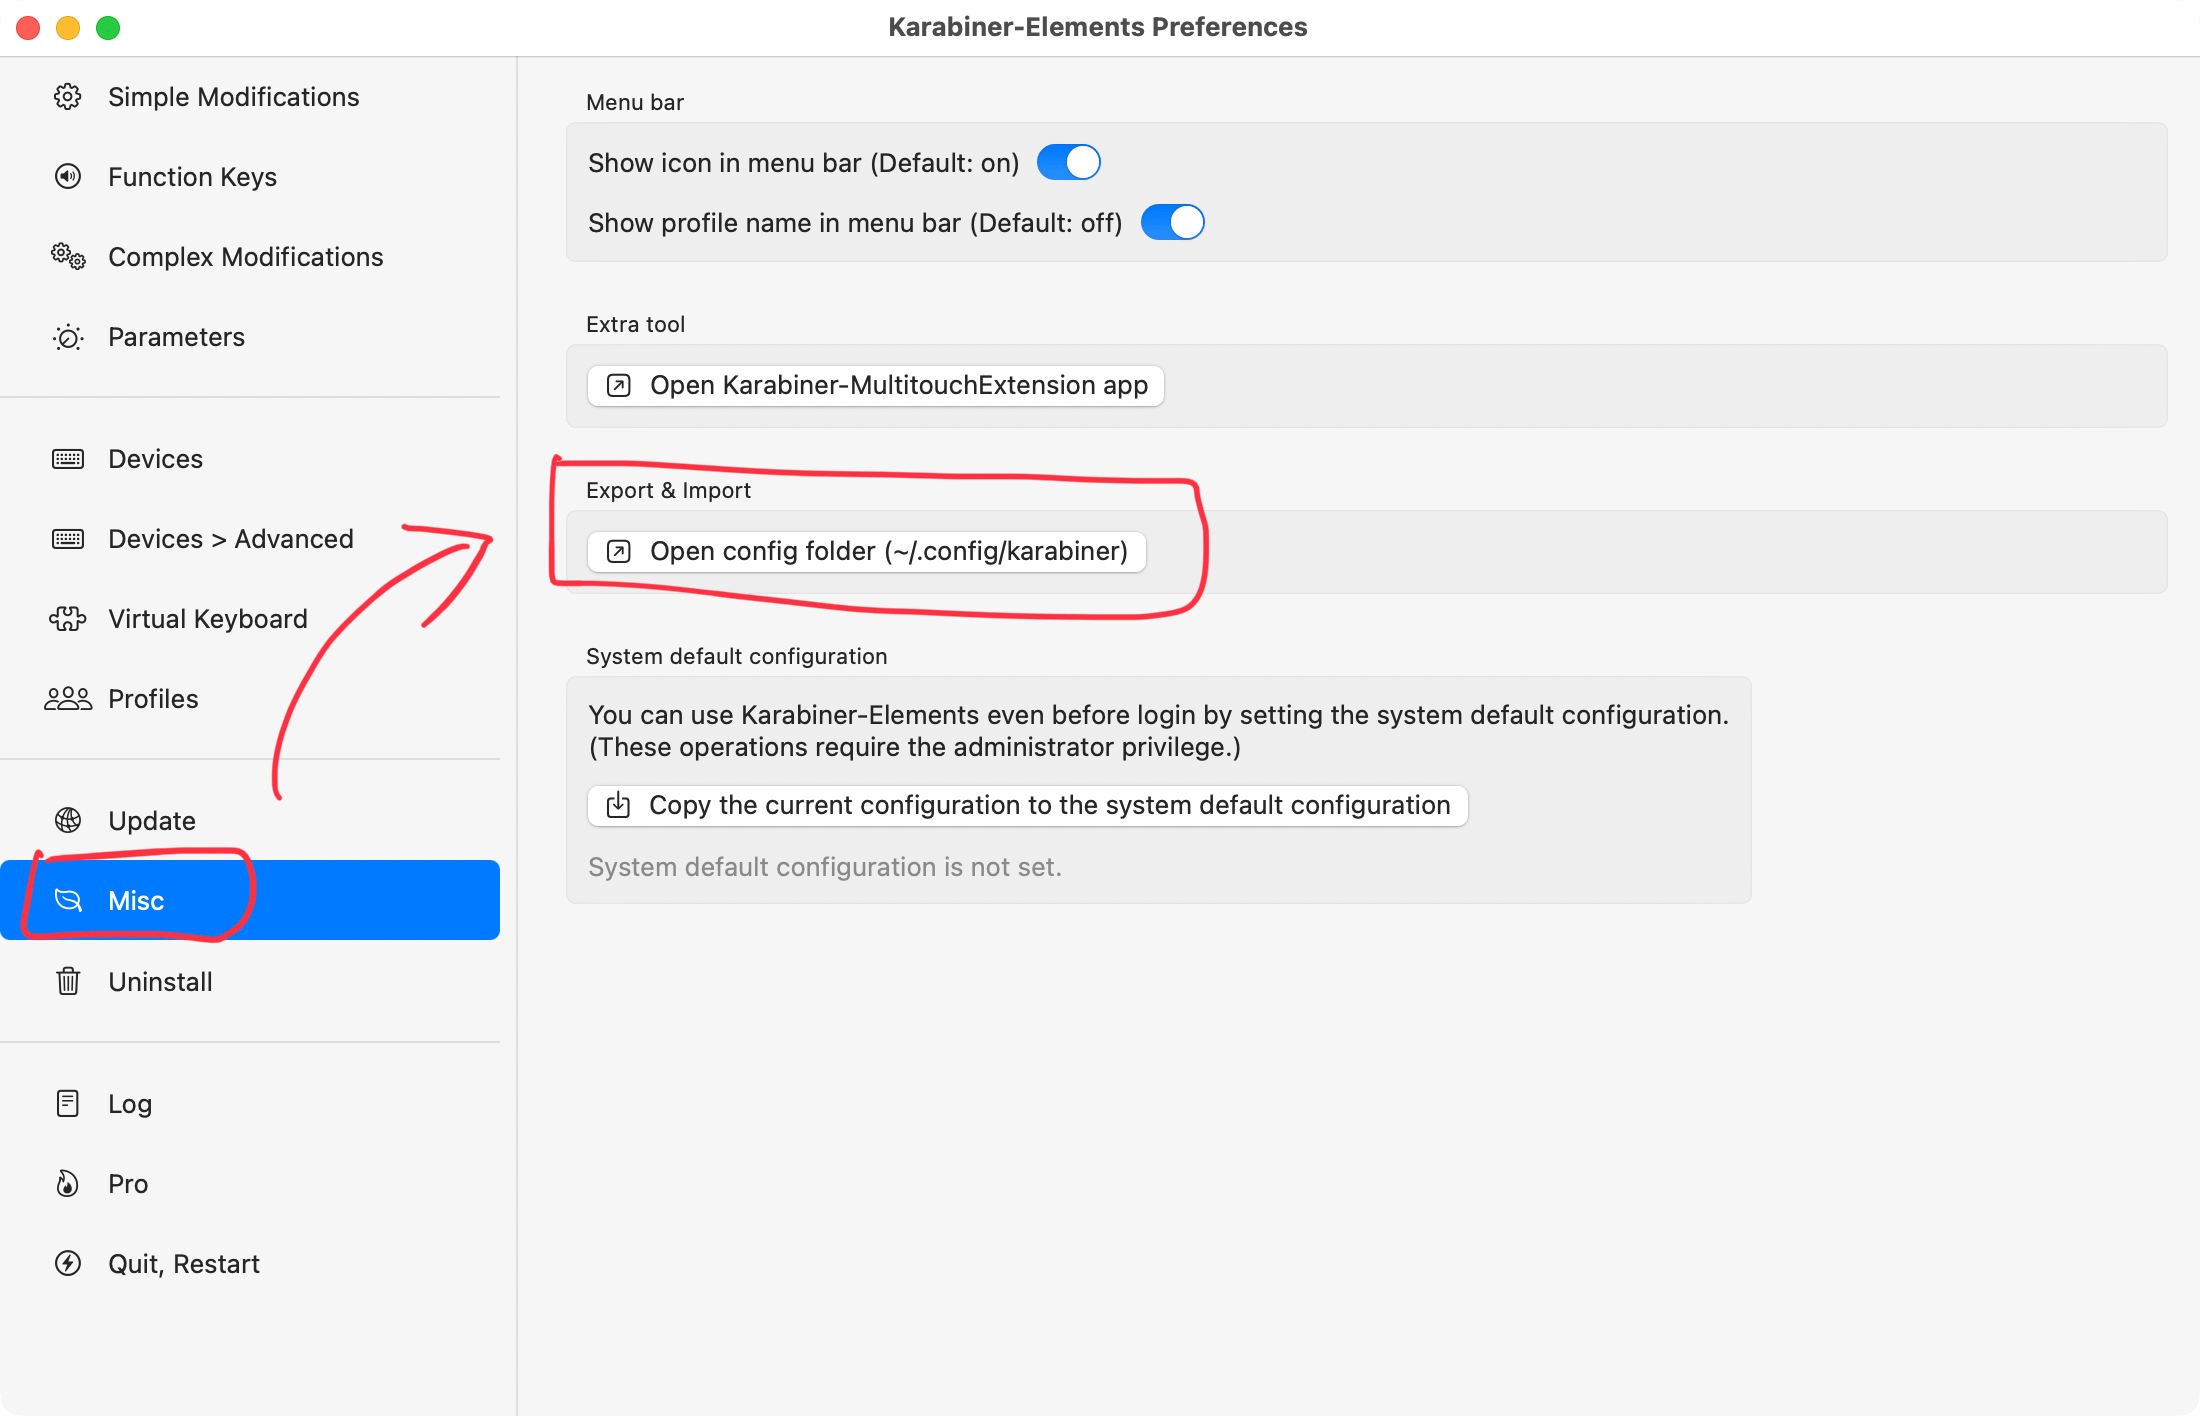 Karabiner-Elements Preferences
Simple Modifications
Function Keys
Complex Modifications
Parameters
Devices
Devices > Advanced
Virtual Keyboard
Profiles
Update
Misc
Uninstall
Log
Pro
Quit, Restart
Menu bar
Show icon in menu bar (Default: on)
Show profile name in menu bar (Default: off)
Extra tool
Open Karabiner-MultitouchExtension app
Export & Import
Open config folder (~/.config/karabiner)
System default configuration
You can use Karabiner-Elements even before login by setting the system default configuration.
(These operations require the administrator privilege.)
Copy the current configuration to the system default configuration
System default configuration is not set.